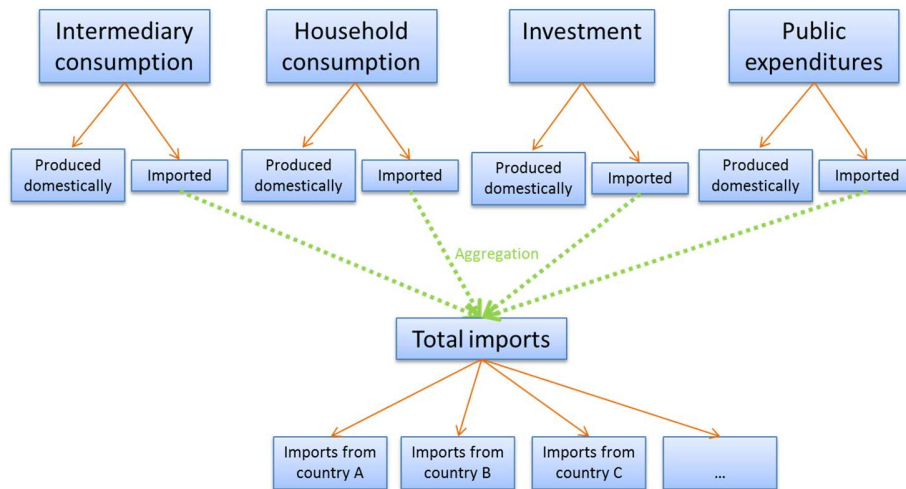 Intermediary
consumption
Household
consumption
Investment
Public
expenditures
Produced
domestically
Imported
Produced
domestically
Imported
Produced
domestically
Imported
Produced
domestically
Imported
Aggregation
Total imports
Imports from
country A
Imports from
country B
Imports from
country C
...